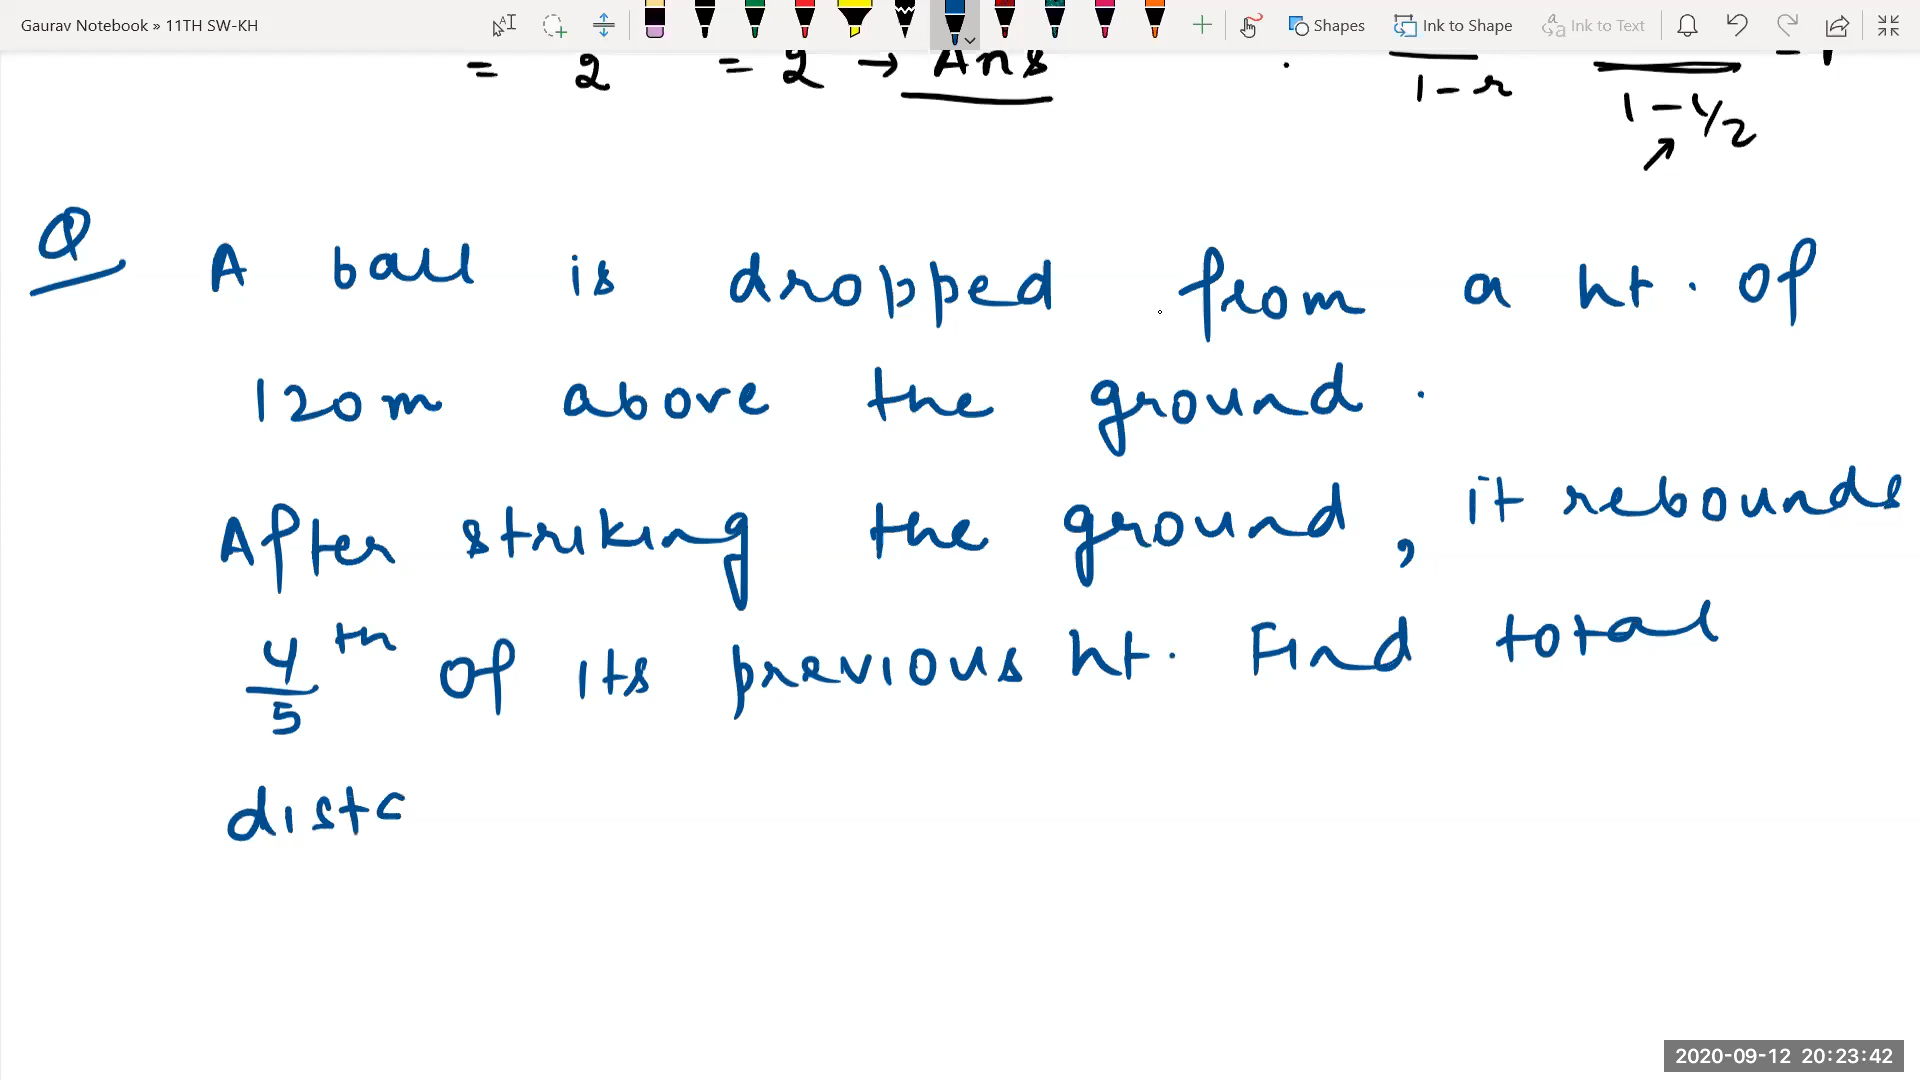 Gaurav Notebook » 11TH SW-KH Shapes Ink to Shape Ink to Text
= 2 = 2 → Ans
1-r 1-1/2
Q A ball is dropped from a ht. of
120m above the ground.
After striking the ground, it rebounds
4/5 th of its previous ht. Find total
dista
2020-09-12 20:23:42